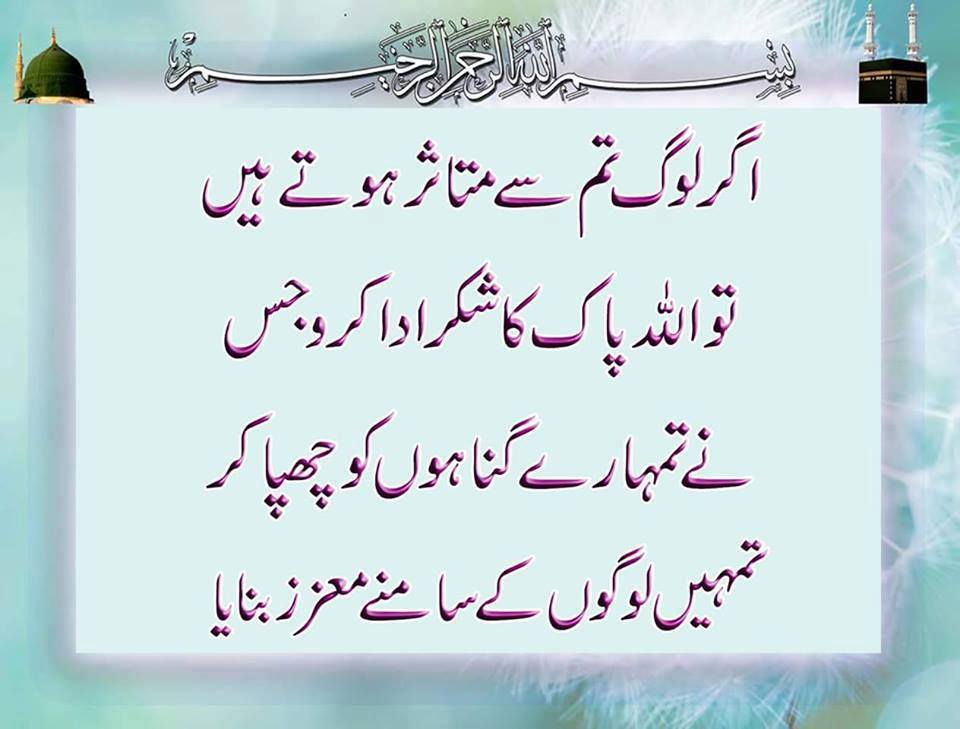 بسم الله الرحمن الرحیم
اگر لوگ تم سے متاثر ہوتے ہیں
تو اللہ پاک کا شکر ادا کرو جس
نے تمہارے گناہوں کو چھپا کر
تمہیں لوگوں کے سامنے معزز بنایا